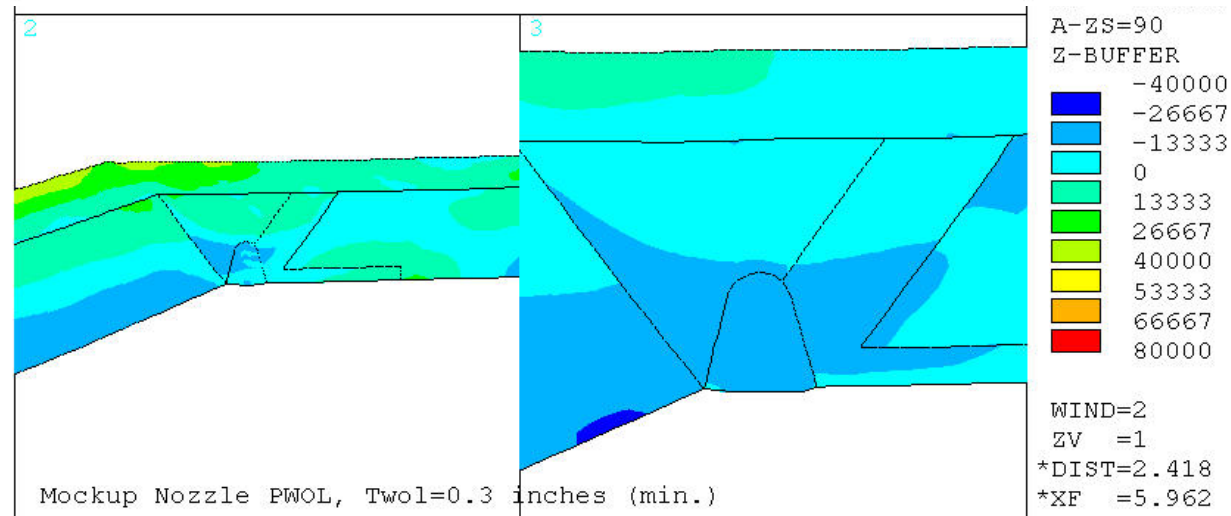 2
3
A-ZS=90
Z-BUFFER
-40000
-26667
-13333
0
13333
26667
40000
53333
66667
80000
WIND=2
ZV =1
*DIST=2.418
*XF =5.962
Mockup Nozzle PWOL, Twol=0.3 inches (min.)